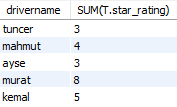 drivername SUM(T.star_rating)
tuncer 3
mahmut 4
ayse 3
murat 8
kemal 5